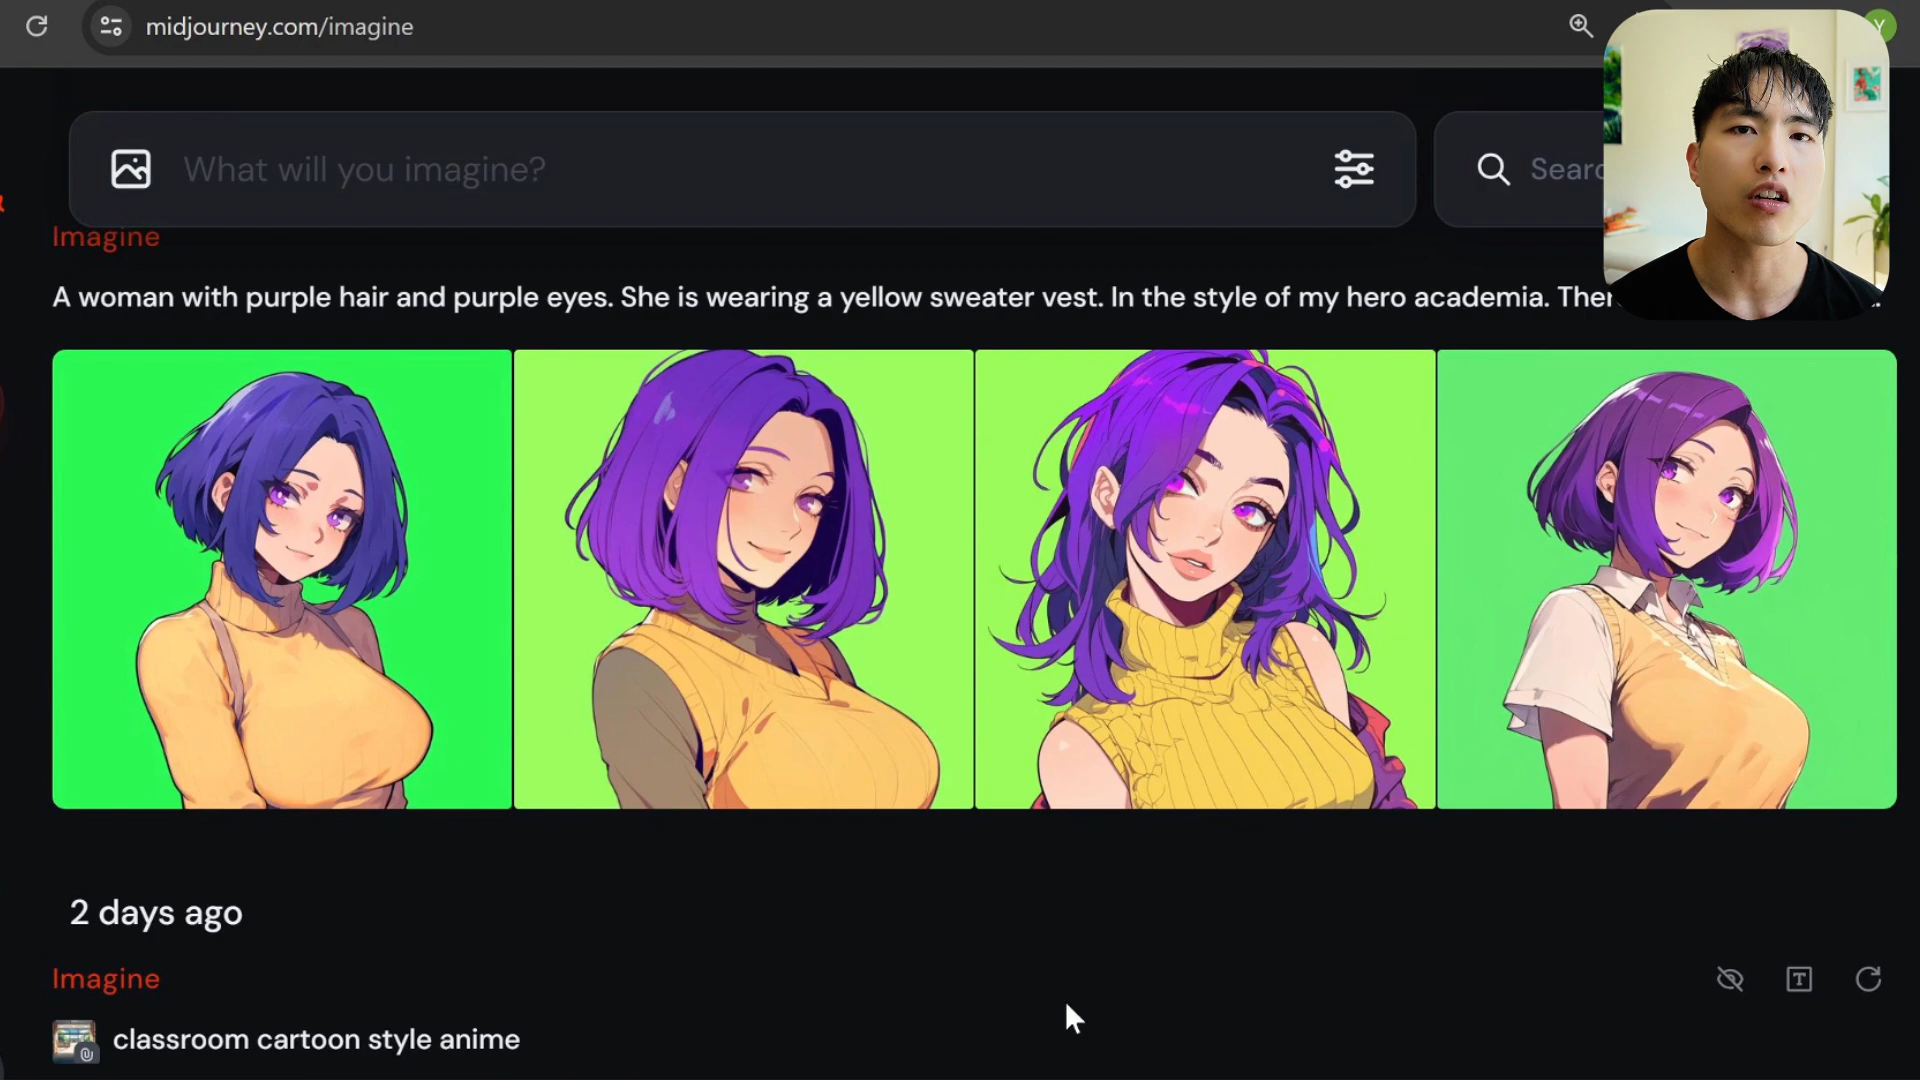 midjourney.com/imagine
Y
What will you imagine?
Imagine
A woman with purple hair and purple eyes. She is wearing a yellow sweater vest. In the style of my hero academia.
2 days ago
Imagine
classroom cartoon style anime